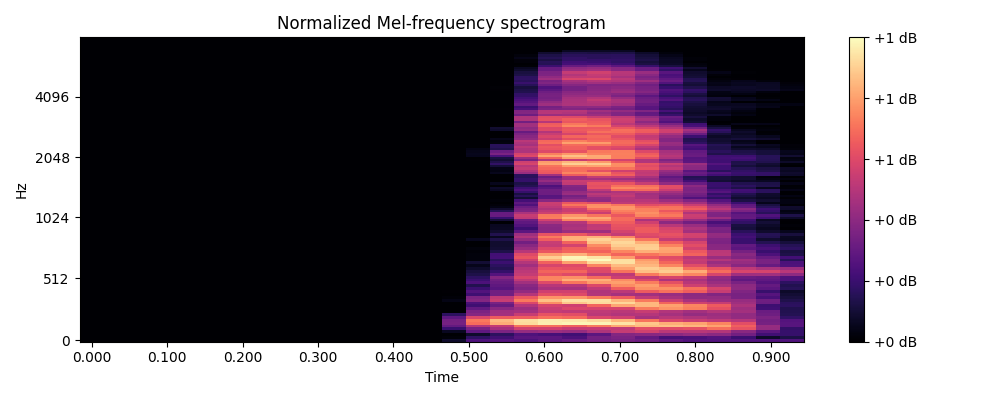 Normalized Mel-frequency spectrogram
Hz
4096
2048
1024
512
0
0.000 0.100 0.200 0.300 0.400 0.500 0.600 0.700 0.800 0.900
Time
+1 dB
+1 dB
+1 dB
+0 dB
+0 dB
+0 dB